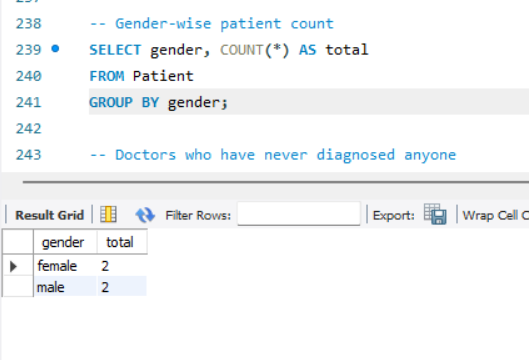 238 -- Gender-wise patient count
239 SELECT gender, COUNT(*) AS total
240 FROM Patient
241 GROUP BY gender;
242
243 -- Doctors who have never diagnosed anyone
Result Grid Filter Rows: Export: Wrap Cell C
gender total
female 2
male 2